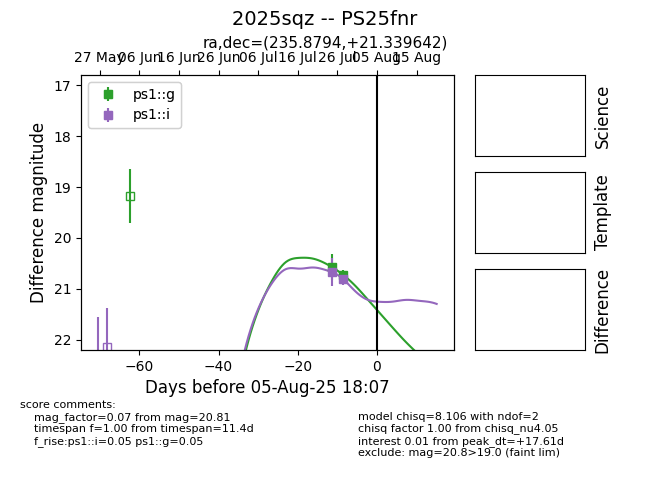 2025sqz -- PS25fnr
ra,dec=(235.8794,+21.339642)
27 May 06 Jun 16 Jun 26 Jun 06 Jul 16 Jul 26 Jul 05 Aug 15 Aug
ps1::g
ps1::i
17
18
19
20
21
22
Difference magnitude
−60 −40 −20 0
Days before 05-Aug-25 18:07
Science
Template
Difference
score comments:
mag_factor=0.07 from mag=20.81
timespan f=1.00 from timespan=11.4d
f_rise:ps1::i=0.05 ps1::g=0.05
model chisq=8.106 with ndof=2
chisq factor 1.00 from chisq_nu4.05
interest 0.01 from peak_dt=+17.61d
exclude: mag=20.8>19.0 (faint lim)